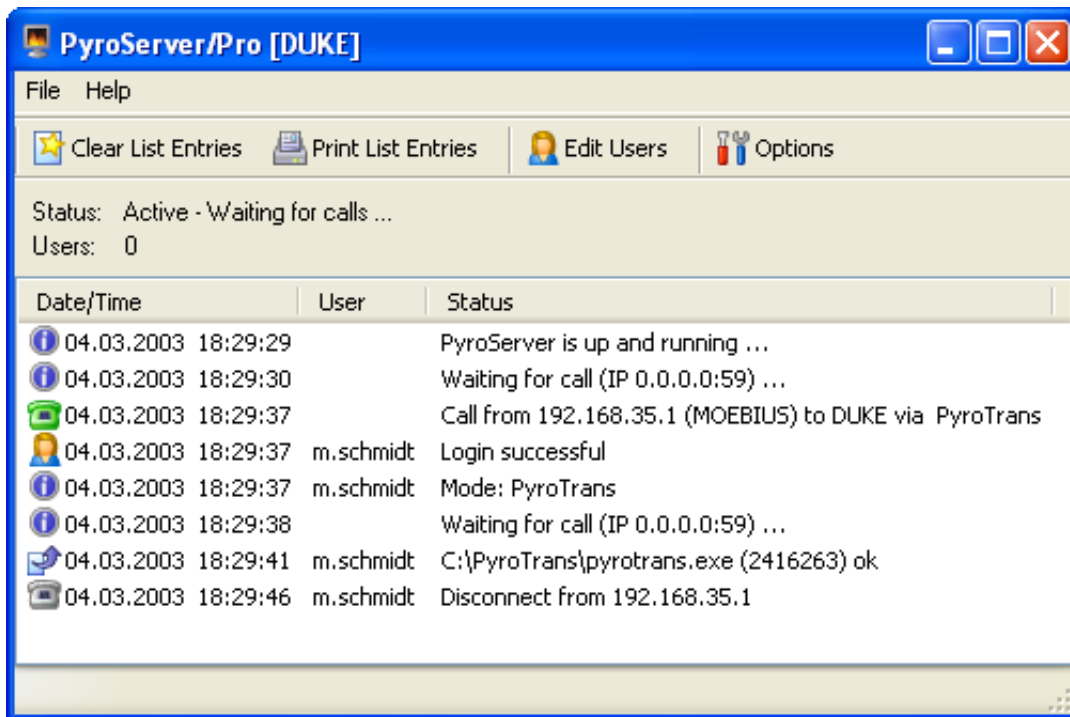 PyroServer/Pro [DUKE]
File Help
Clear List Entries Print List Entries Edit Users Options
Status: Active - Waiting for calls ...
Users: 0
Date/Time User Status
04.03.2003 18:29:29 PyroServer is up and running ...
04.03.2003 18:29:30 Waiting for call (IP 0.0.0.0:59) ...
04.03.2003 18:29:37 Call from 192.168.35.1 (MOEBIUS) to DUKE via PyroTrans
04.03.2003 18:29:37 m.schmidt Login successful
04.03.2003 18:29:37 m.schmidt Mode: PyroTrans
04.03.2003 18:29:38 Waiting for call (IP 0.0.0.0:59) ...
04.03.2003 18:29:41 m.schmidt C:\PyroTrans\pyrotrans.exe (2416263) ok
04.03.2003 18:29:46 m.schmidt Disconnect from 192.168.35.1